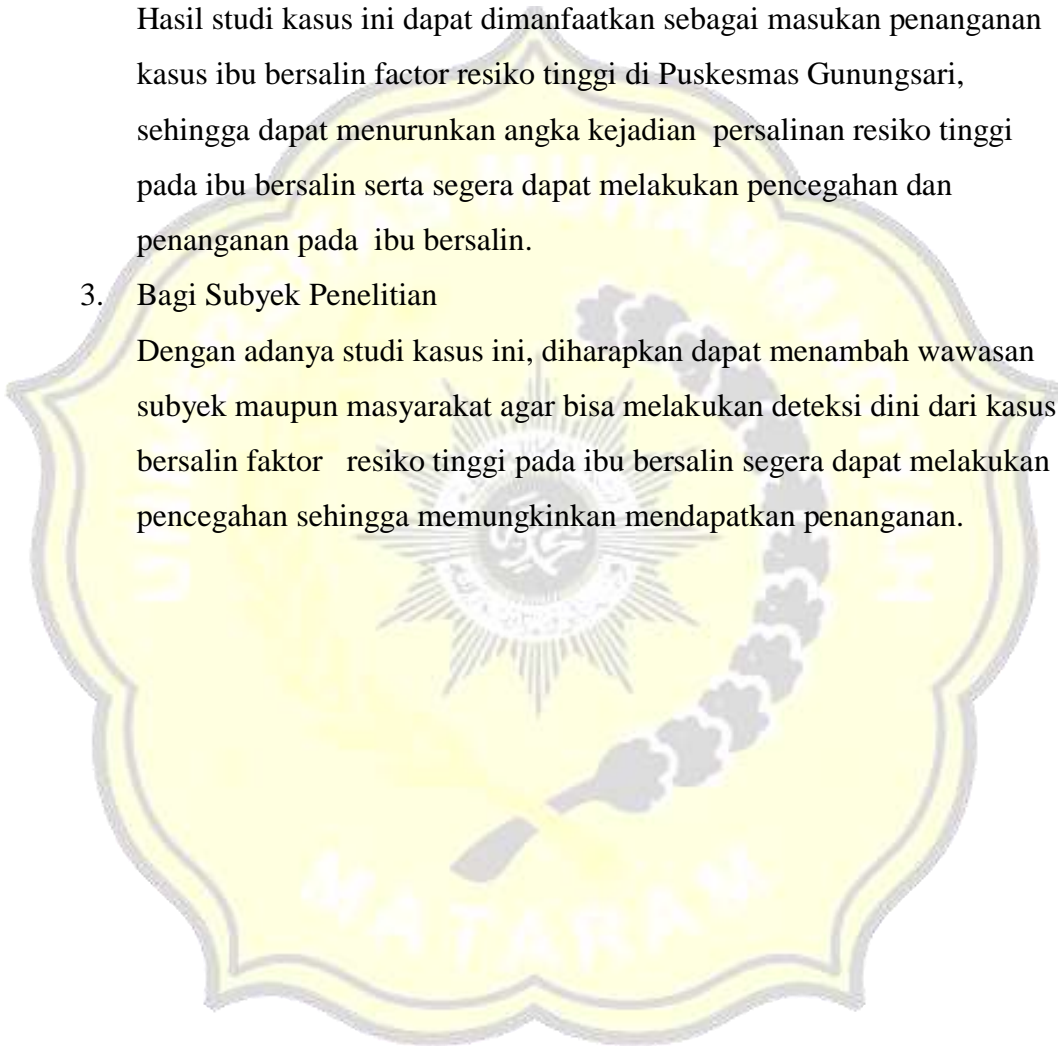 Hasil studi kasus ini dapat dimanfaatkan sebagai masukan penanganan
kasus ibu bersalin factor resiko tinggi di Puskesmas Gunungsari,
sehingga dapat menurunkan angka kejadian  persalinan resiko tinggi
pada ibu bersalin serta segera dapat melakukan pencegahan dan
penanganan pada  ibu bersalin.
3. Bagi Subyek Penelitian
Dengan adanya studi kasus ini, diharapkan dapat menambah wawasan
subyek maupun masyarakat agar bisa melakukan deteksi dini dari kasus
bersalin faktor   resiko tinggi pada ibu bersalin segera dapat melakukan
pencegahan sehingga memungkinkan mendapatkan penanganan.
UNIVERSITAS MUHAMMADIYAH
MATARAM